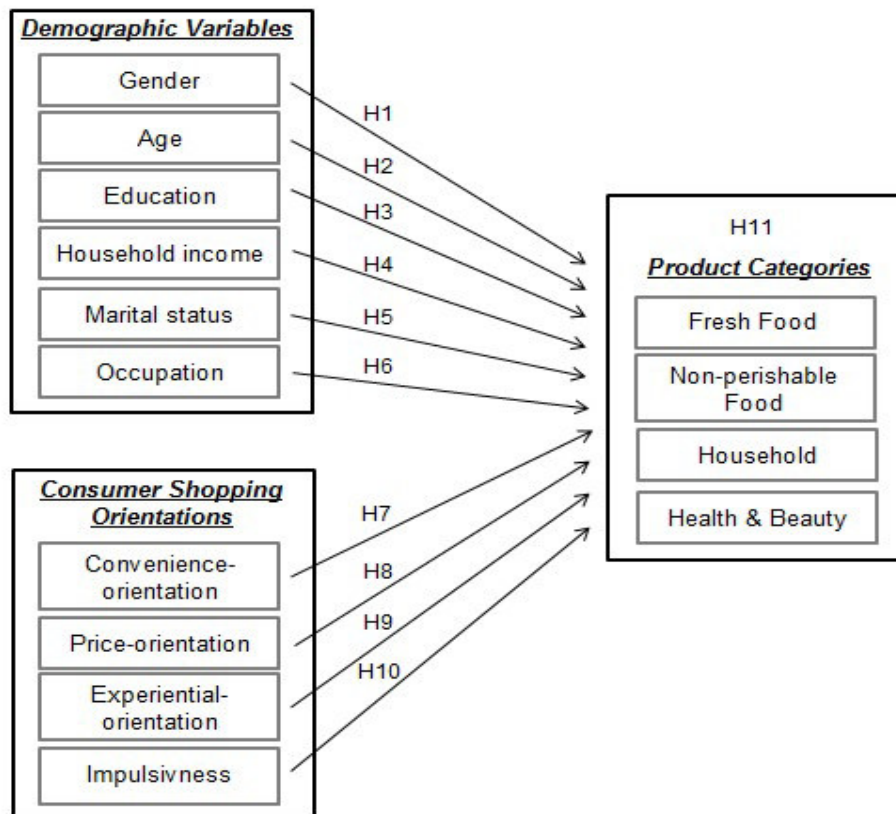 Demographic Variables
Gender
Age
Education
Household income
Marital status
Occupation
H1
H2
H3
H4
H5
H6
Consumer Shopping
Orientations
Convenience-
orientation
Price-orientation
Experiential-
orientation
Impulsivness
H7
H8
H9
H10
H11
Product Categories
Fresh Food
Non-perishable
Food
Household
Health & Beauty